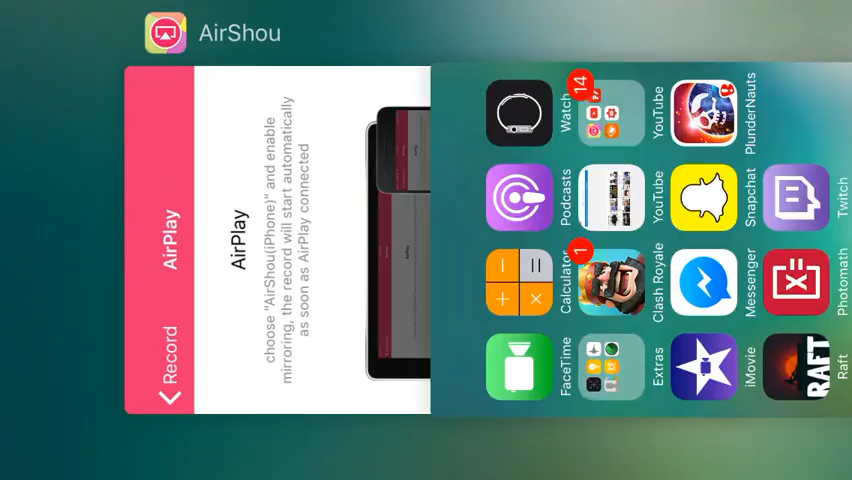 AirShou
Record
AirPlay
AirPlay
choose "AirShou(iPhone)" and enable
mirroring, the record will start automatically
as soon as AirPlay connected
FaceTime
Calculator
Podcasts
Watch
Extras
1
Clash Royale
YouTube
14
YouTube
iMovie
Messenger
Snapchat
8
PlunderNauts
RAFT
Raft
Photomath
Twitch